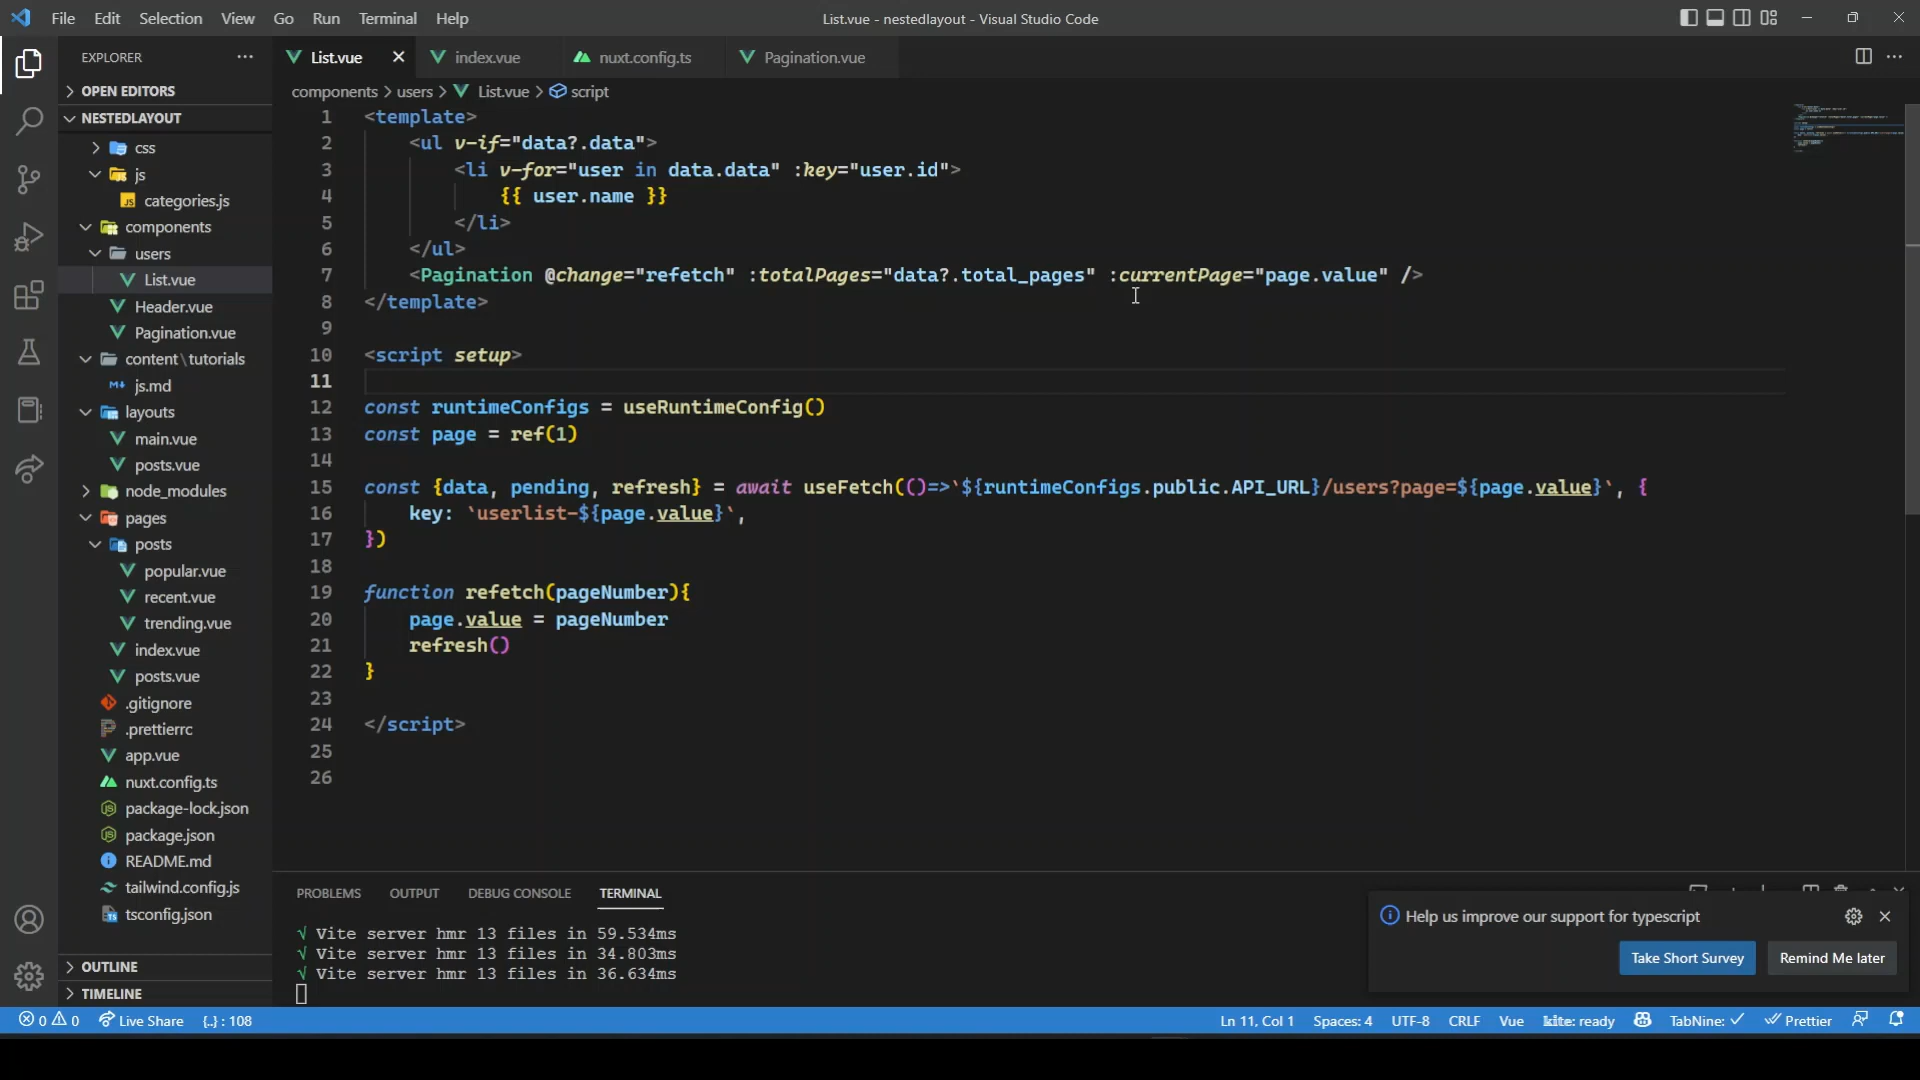 File Edit Selection View Go Run Terminal Help
List.vue - nestedlayout - Visual Studio Code
EXPLORER
OPEN EDITORS
NESTEDLAYOUT
css
js
JS categories.js
components
users
List.vue
Header.vue
Pagination.vue
content\tutorials
js.md
layouts
main.vue
posts.vue
node_modules
pages
posts
popular.vue
recent.vue
trending.vue
index.vue
posts.vue
.gitignore
.prettierrc
app.vue
nuxt.config.ts
package-lock.json
package.json
README.md
tailwind.config.js
tsconfig.json
OUTLINE
TIMELINE
List.vue index.vue nuxt.config.ts Pagination.vue
components > users > List.vue > script
1 <template>
2 <ul v-if="data?.data">
3 <li v-for="user in data.data" :key="user.id">
4 {{ user.name }}
5 </li>
6 </ul>
7 <Pagination @change="refetch" :totalPages="data?.total_pages" :currentPage="page.value" />
8 </template>
9
10 <script setup>
11
12 const runtimeConfigs = useRuntimeConfig()
13 const page = ref(1)
14
15 const {data, pending, refresh} = await useFetch(()=>`${runtimeConfigs.public.API_URL}/users?page=${page.value}`, {
16 key: `userlist-${page.value}`,
17 })
18
19 function refetch(pageNumber){
20 page.value = pageNumber
21 refresh()
22 }
23
24 </script>
25
26
PROBLEMS OUTPUT DEBUG CONSOLE TERMINAL
√ Vite server hmr 13 files in 59.534ms
√ Vite server hmr 13 files in 34.803ms
√ Vite server hmr 13 files in 36.634ms
Help us improve our support for typescript
Take Short Survey Remind Me later
0 0 Live Share {..} : 108
Ln 11, Col 1 Spaces: 4 UTF-8 CRLF Vue kite: ready TabNine: ✓ Prettier